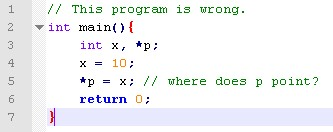 1 // This program is wrong.
2 int main(){
3 int x, *p;
4 x = 10;
5 *p = x; // where does p point?
6 return 0;
7 }